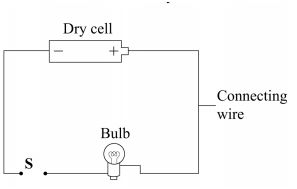 Dry cell
− +
Connecting
wire
Bulb
S